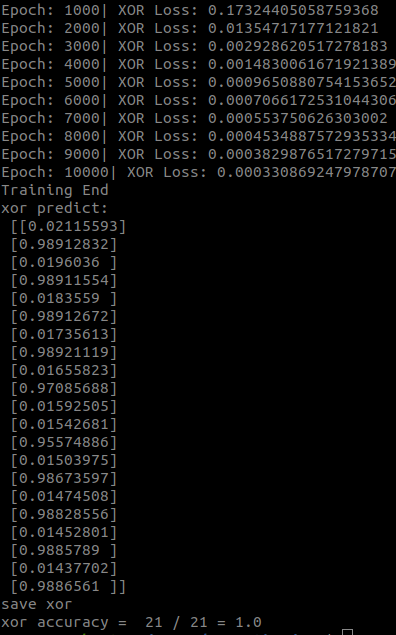 Epoch: 1000| XOR Loss: 0.17324405058759368
Epoch: 2000| XOR Loss: 0.01354717177121821
Epoch: 3000| XOR Loss: 0.002928620517278183
Epoch: 4000| XOR Loss: 0.0014830061671921389
Epoch: 5000| XOR Loss: 0.0009650880754153652
Epoch: 6000| XOR Loss: 0.0007066172531044306
Epoch: 7000| XOR Loss: 0.000553750626303002
Epoch: 8000| XOR Loss: 0.0004534887572935334
Epoch: 9000| XOR Loss: 0.0003829876517279715
Epoch: 10000| XOR Loss: 0.000330869247978707
Training End
xor predict:
[[0.02115593]
[0.98912832]
[0.0196036 ]
[0.98911554]
[0.0183559 ]
[0.98912672]
[0.01735613]
[0.98921119]
[0.01655823]
[0.97085688]
[0.01592505]
[0.01542681]
[0.95574886]
[0.01503975]
[0.98673597]
[0.01474508]
[0.98828556]
[0.01452801]
[0.9885789 ]
[0.01437702]
[0.9886561 ]]
save xor
xor accuracy =  21 / 21 = 1.0